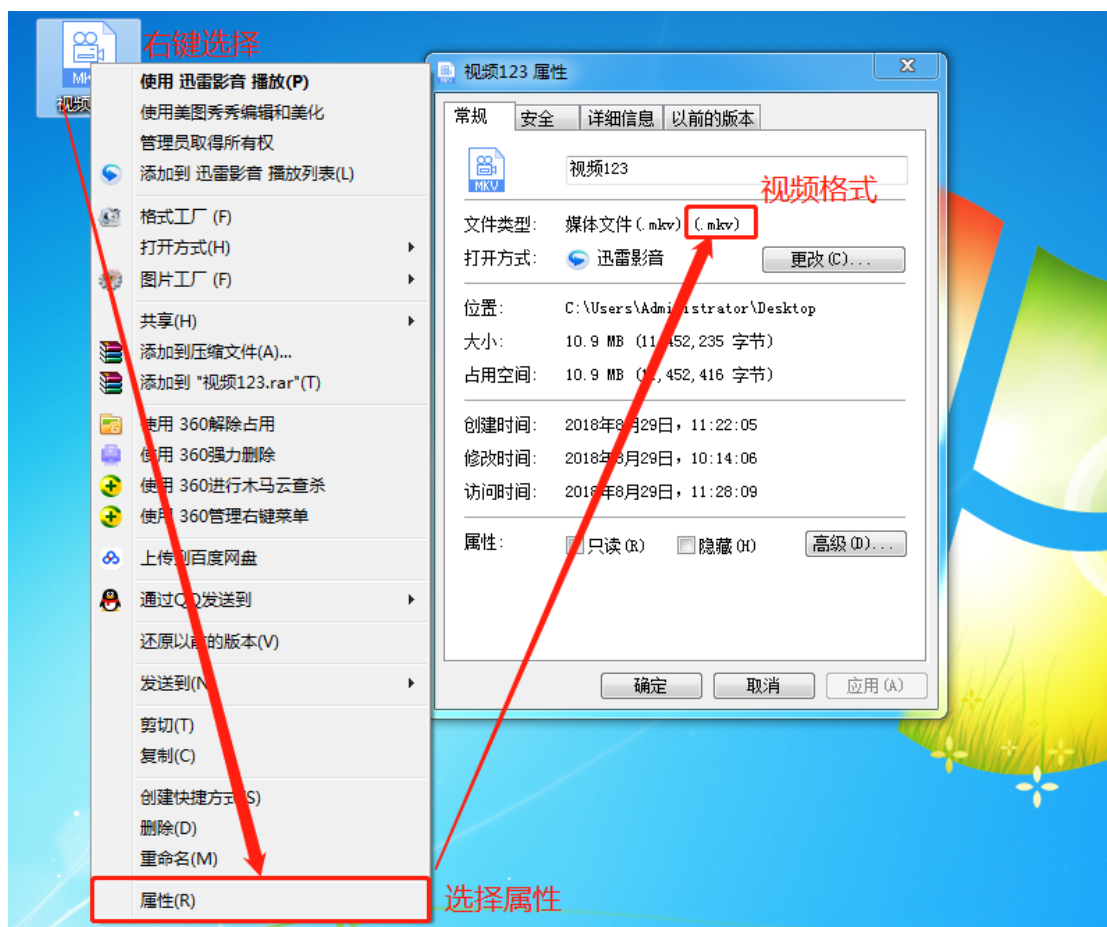 右键选择
MKV
视频
使用 迅雷影音 播放(P)
使用美图秀秀编辑和美化
管理员取得所有权
添加到 迅雷影音 播放列表(L)
格式工厂 (F)
打开方式(H)
图片工厂 (F)
共享(H)
添加到压缩文件(A)...
添加到 "视频123.rar"(T)
使用 360解除占用
使用 360强力删除
使用 360进行木马云查杀
使用 360管理右键菜单
上传到百度网盘
通过QQ发送到
还原以前的版本(V)
发送到(N)
剪切(T)
复制(C)
创建快捷方式(S)
删除(D)
重命名(M)
属性(R)
选择属性
视频123 属性
常规 安全 详细信息 以前的版本
MKV
视频123
视频格式
文件类型: 媒体文件(.mkv) (.mkv)
打开方式: 迅雷影音 更改(C)...
位置: C:\Users\Administrator\Desktop
大小: 10.9 MB (11,452,235 字节)
占用空间: 10.9 MB (11,452,416 字节)
创建时间: 2018年8月29日，11:22:05
修改时间: 2018年8月29日，10:14:06
访问时间: 2018年8月29日，11:28:09
属性: 只读(R) 隐藏(H) 高级(D)...
确定 取消 应用(A)